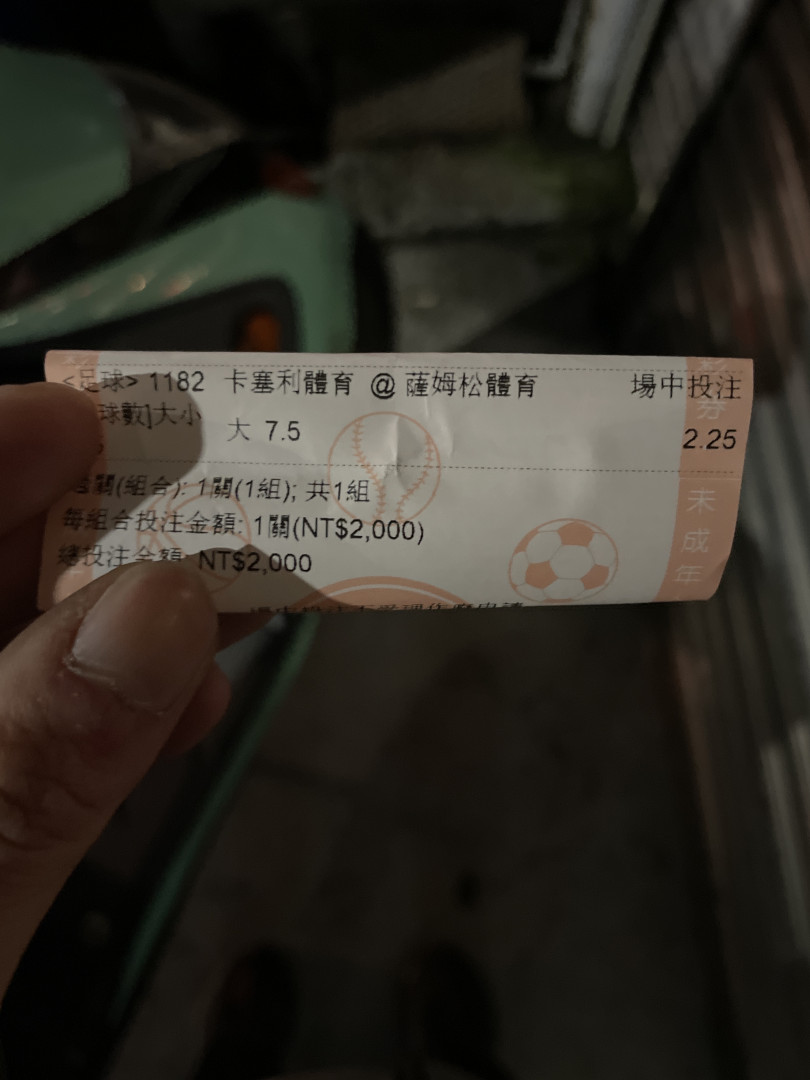 <足球> 1182 卡塞利體育 @ 薩姆松體育 場中投注
球數]大小 大 7.5 2.25
關(組合): 1關(1組); 共1組
每組合投注金額: 1關(NT$2,000)
總投注金額: NT$2,000
券
未成年